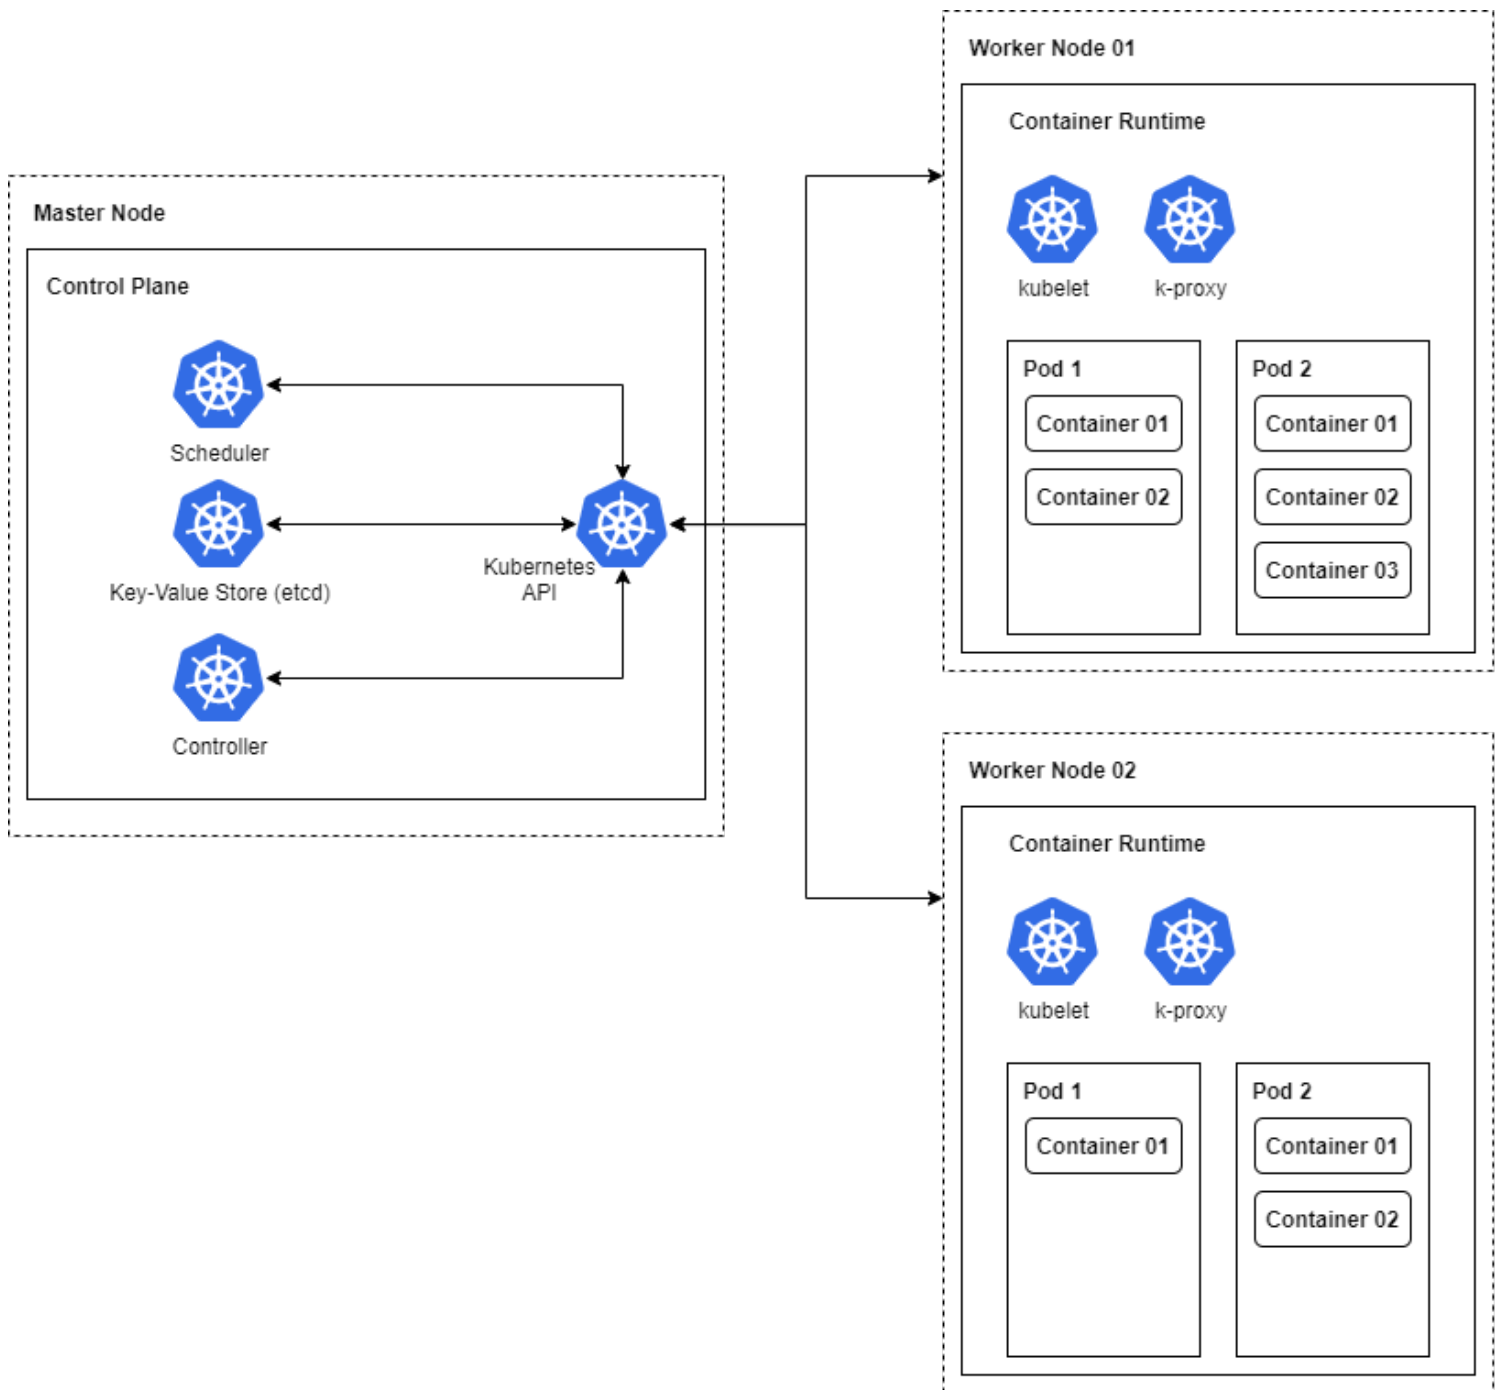 Master Node
Control Plane
Scheduler
Key-Value Store (etcd)
Controller
Kubernetes
API
Worker Node 01
Container Runtime
kubelet
k-proxy
Pod 1
Container 01
Container 02
Pod 2
Container 01
Container 02
Container 03
Worker Node 02
Container Runtime
kubelet
k-proxy
Pod 1
Container 01
Pod 2
Container 01
Container 02